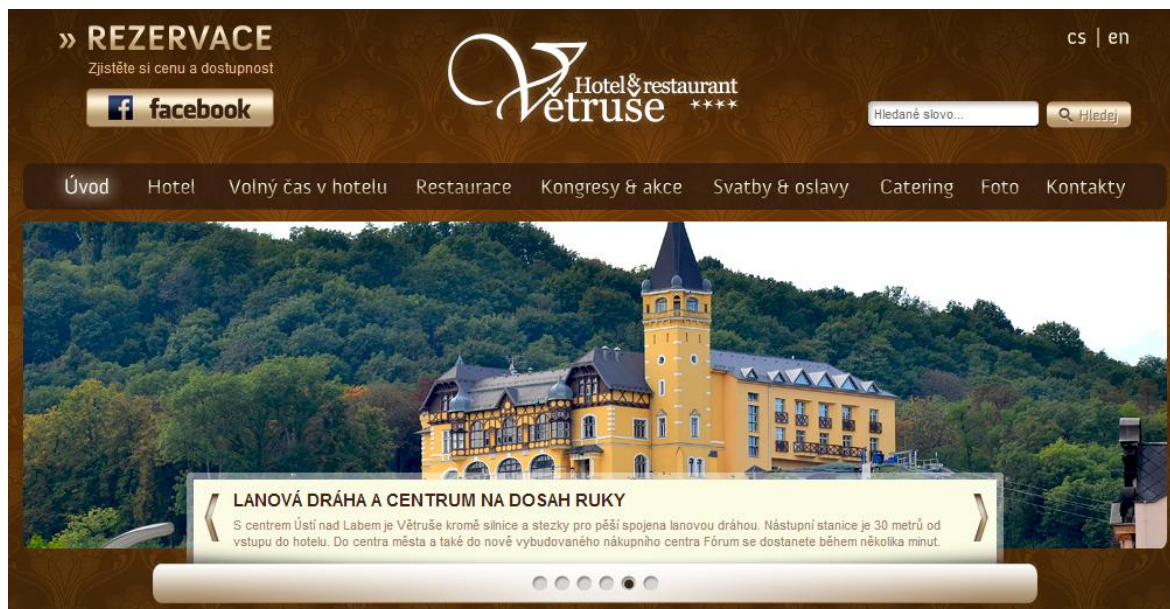 » REZERVACE
Zjistěte si cenu a dostupnost
facebook
Hotel & restaurant
Větruše ****
cs | en
Hledané slovo...
Hledej
Úvod Hotel Volný čas v hotelu Restaurace Kongresy & akce Svatby & oslavy Catering Foto Kontakty
LANOVÁ DRÁHA A CENTRUM NA DOSAH RUKY
S centrem Ústí nad Labem je Větruše kromě silnice a stezky pro pěší spojena lanovou dráhou. Nástupní stanice je 30 metrů od
vstupu do hotelu. Do centra města a také do nově vybudovaného nákupního centra Fórum se dostanete během několika minut.